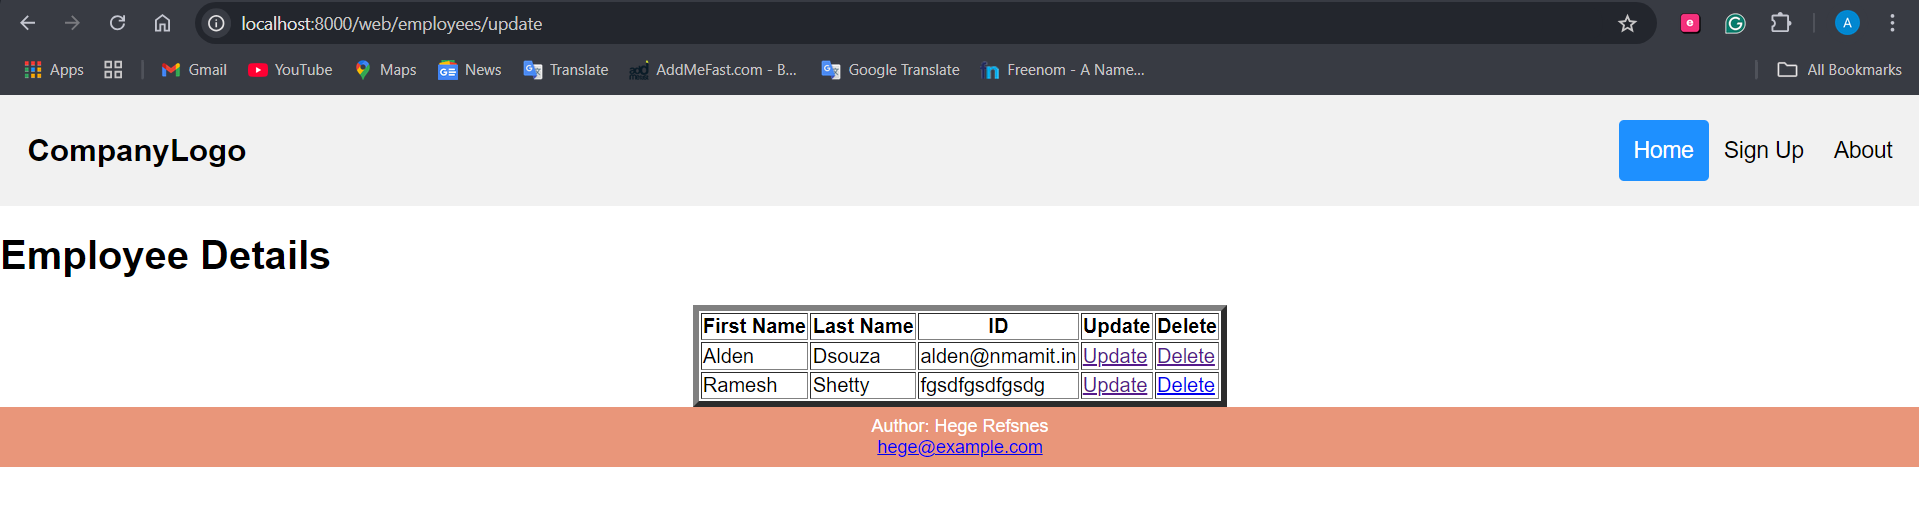 localhost:8000/web/employees/update
A
Apps Gmail YouTube Maps News Translate AddMeFast.com - B... Google Translate Freenom - A Name... All Bookmarks
CompanyLogo Home Sign Up About
Employee Details
First Name Last Name ID Update Delete
Alden Dsouza alden@nmamit.in Update Delete
Ramesh Shetty fgsdfgsdfgsdg Update Delete
Author: Hege Refsnes
hege@example.com